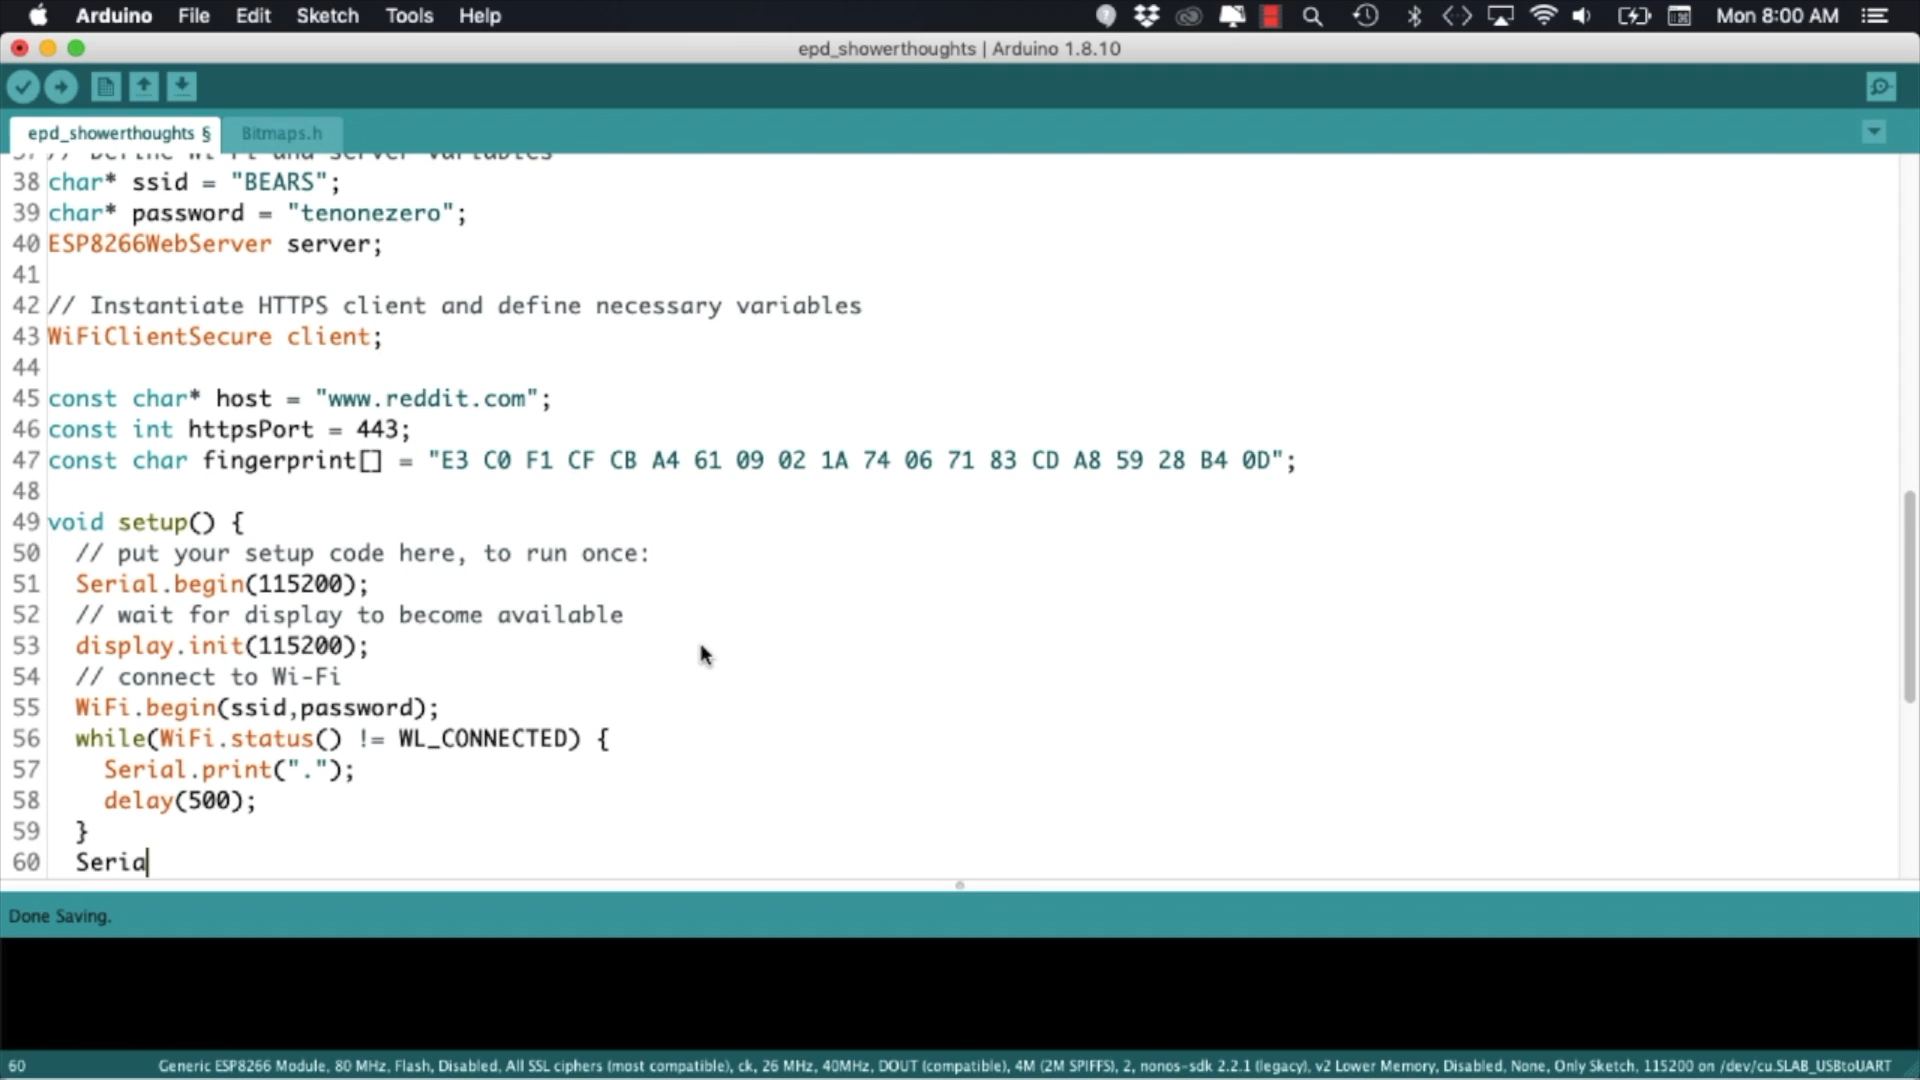 Arduino File Edit Sketch Tools Help Mon 8:00 AM
epd_showerthoughts | Arduino 1.8.10
epd_showerthoughts § Bitmaps.h
37 // Define Wi-Fi and server variables
38 char* ssid = "BEARS";
39 char* password = "tenonezero";
40 ESP8266WebServer server;
41
42 // Instantiate HTTPS client and define necessary variables
43 WiFiClientSecure client;
44
45 const char* host = "www.reddit.com";
46 const int httpsPort = 443;
47 const char fingerprint[] = "E3 C0 F1 CF CB A4 61 09 02 1A 74 06 71 83 CD A8 59 28 B4 0D";
48
49 void setup() {
50 // put your setup code here, to run once:
51 Serial.begin(115200);
52 // wait for display to become available
53 display.init(115200);
54 // connect to Wi-Fi
55 WiFi.begin(ssid,password);
56 while(WiFi.status() != WL_CONNECTED) {
57 Serial.print(".");
58 delay(500);
59 }
60 Seria
Done Saving.
60 Generic ESP8266 Module, 80 MHz, Flash, Disabled, All SSL ciphers (most compatible), ck, 26 MHz, 40MHz, DOUT (compatible), 4M (2M SPIFFS), 2, nonos-sdk 2.2.1 (legacy), v2 Lower Memory, Disabled, None, Only Sketch, 115200 on /dev/cu.SLAB_USBtoUART